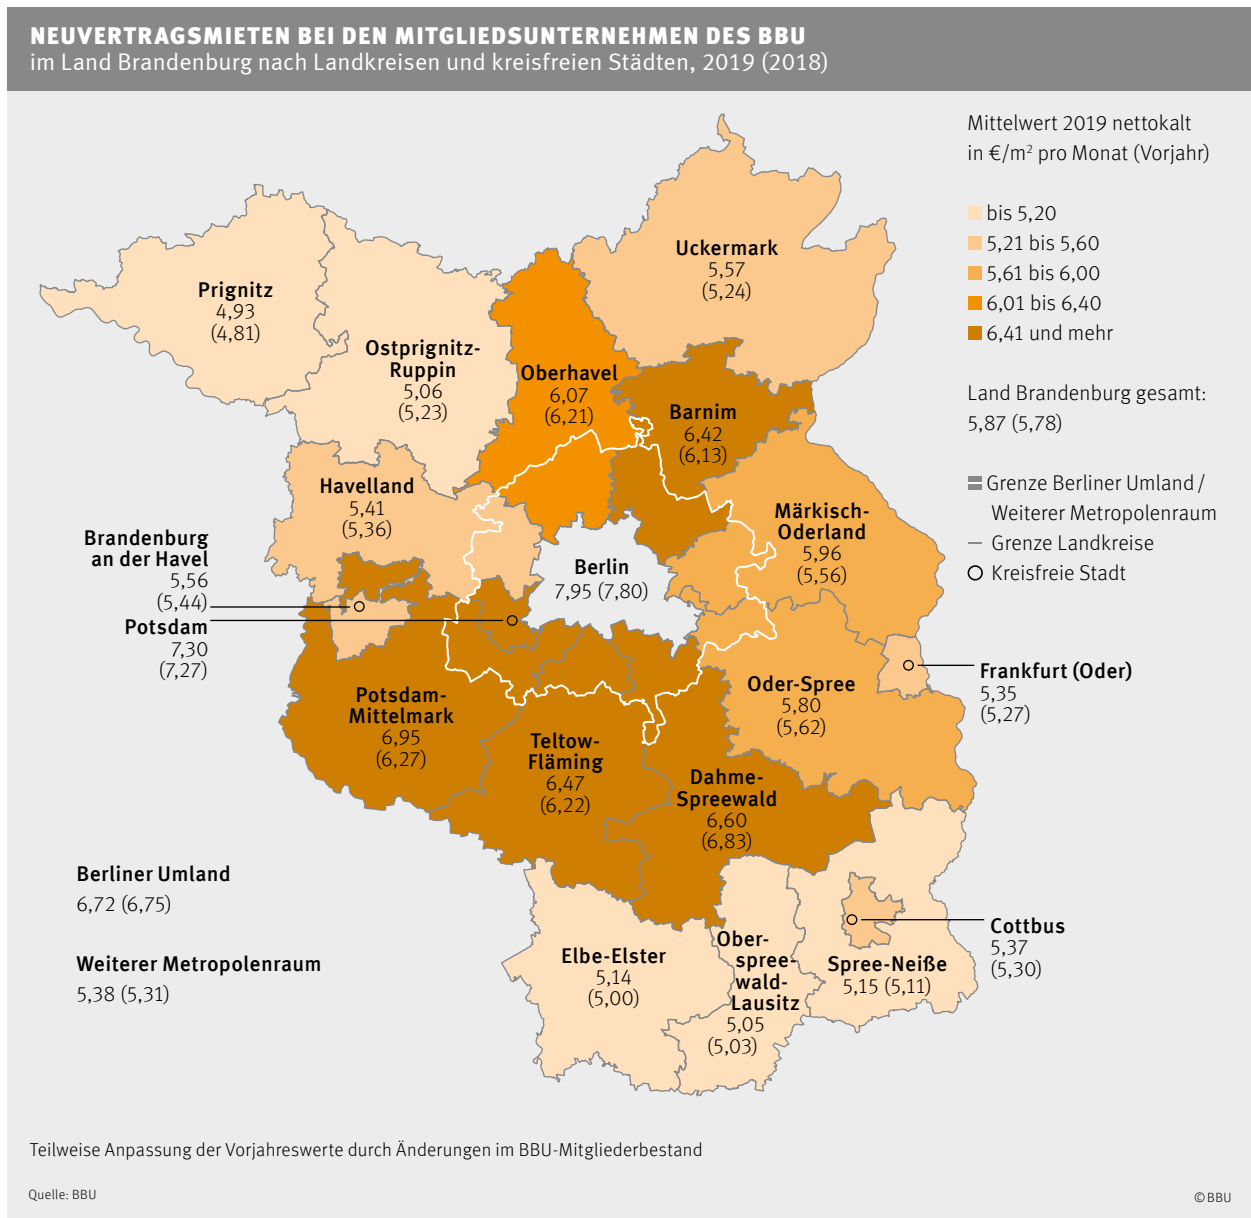 NEUVERTRAGSMIETEN BEI DEN MITGLIEDSUNTERNEHMEN DES BBU
im Land Brandenburg nach Landkreisen und kreisfreien Städten, 2019 (2018)
Mittelwert 2019 nettokalt
in €/m² pro Monat (Vorjahr)
bis 5,20
5,21 bis 5,60
5,61 bis 6,00
6,01 bis 6,40
6,41 und mehr
Land Brandenburg gesamt:
5,87 (5,78)
Grenze Berliner Umland /
Weiterer Metropolenraum
Grenze Landkreise
Kreisfreie Stadt
Uckermark
5,57
(5,24)
Prignitz
4,93
(4,81)
Ostprignitz-
Ruppin
5,06
(5,23)
Oberhavel
6,07
(6,21)
Barnim
6,42
(6,13)
Havelland
5,41
(5,36)
Märkisch-
Oderland
5,96
(5,56)
Brandenburg
an der Havel
5,56
(5,44)
Berlin
7,95 (7,80)
Potsdam
7,30
(7,27)
Frankfurt (Oder)
5,35
(5,27)
Oder-Spree
5,80
(5,62)
Potsdam-
Mittelmark
6,95
(6,27)
Teltow-
Fläming
6,47
(6,22)
Dahme-
Spreewald
6,60
(6,83)
Berliner Umland
6,72 (6,75)
Weiterer Metropolenraum
5,38 (5,31)
Elbe-Elster
5,14
(5,00)
Ober-
spree-
wald-
Lausitz
5,05
(5,03)
Spree-Neiße
5,15 (5,11)
Cottbus
5,37
(5,30)
Teilweise Anpassung der Vorjahreswerte durch Änderungen im BBU-Mitgliederbestand
Quelle: BBU
© BBU